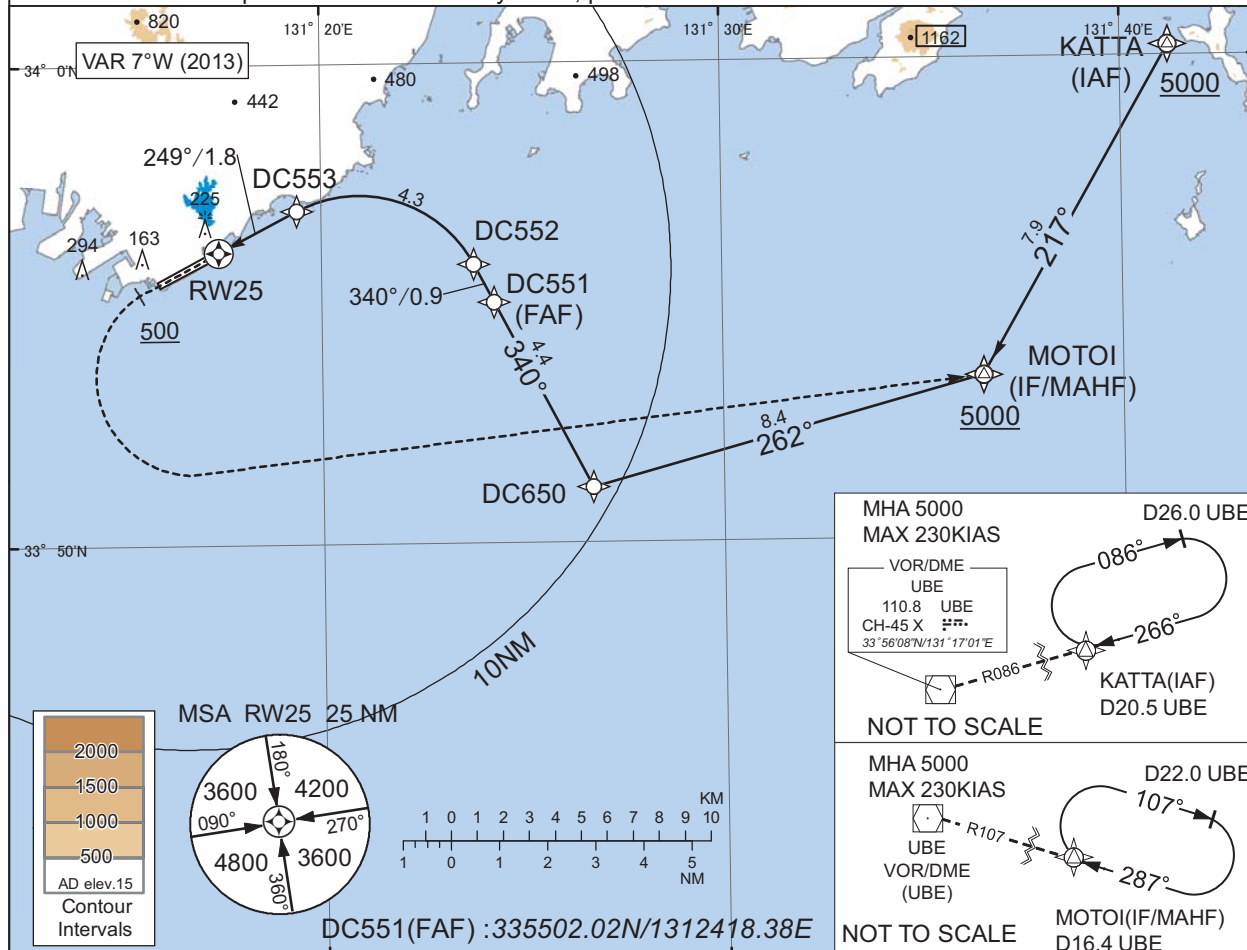 820
131° 20'
131° 30'
131° 40'
1162
KATTA
(IAF)
5000
VAR 7°W (2013)
34° 0'N
480
498
442
249°/1.8
DC553
225
4.3
DC552
7.9
217°
294
163
RW25
DC551
(FAF)
340°/0.9
500
4.4
340°
MOTOI
(IF/MAHF)
5000
8.4
262°
DC650
33° 50'N
10NM
MHA 5000
MAX 230KIAS
D26.0 UBE
VOR/DME
UBE
110.8 UBE
CH-45 X
33°56'08"N/131°17'01"E
086°
266°
R086
KATTA(IAF)
D20.5 UBE
NOT TO SCALE
MHA 5000
MAX 230KIAS
D22.0 UBE
107°
R107
287°
UBE
VOR/DME
(UBE)
MOTOI(IF/MAHF)
D16.4 UBE
NOT TO SCALE
MSA RW25 25 NM
180°
3600
4200
090°
270°
4800
3600
360°
2000
1500
1000
500
AD elev.15
Contour
Intervals
KM
1 0 1 2 3 4 5 6 7 8 9 10
1 0 1 2 3 4 5
NM
DC551(FAF) :335502.02N/1312418.38E